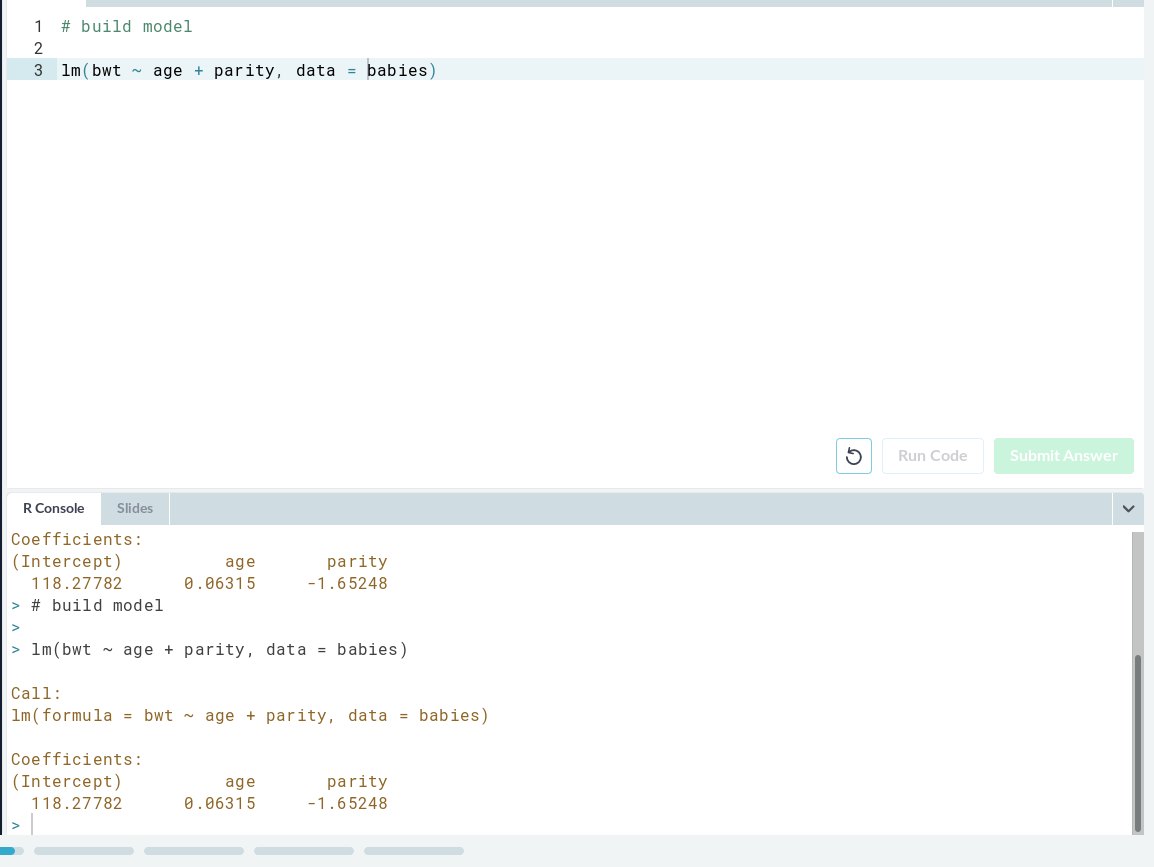 1 # build model
2
3 lm(bwt ~ age + parity, data = babies)
Run Code Submit Answer
R Console Slides
Coefficients:
(Intercept)          age       parity
  118.27782      0.06315     -1.65248
> # build model
>
> lm(bwt ~ age + parity, data = babies)
Call:
lm(formula = bwt ~ age + parity, data = babies)
Coefficients:
(Intercept)          age       parity
  118.27782      0.06315     -1.65248
>